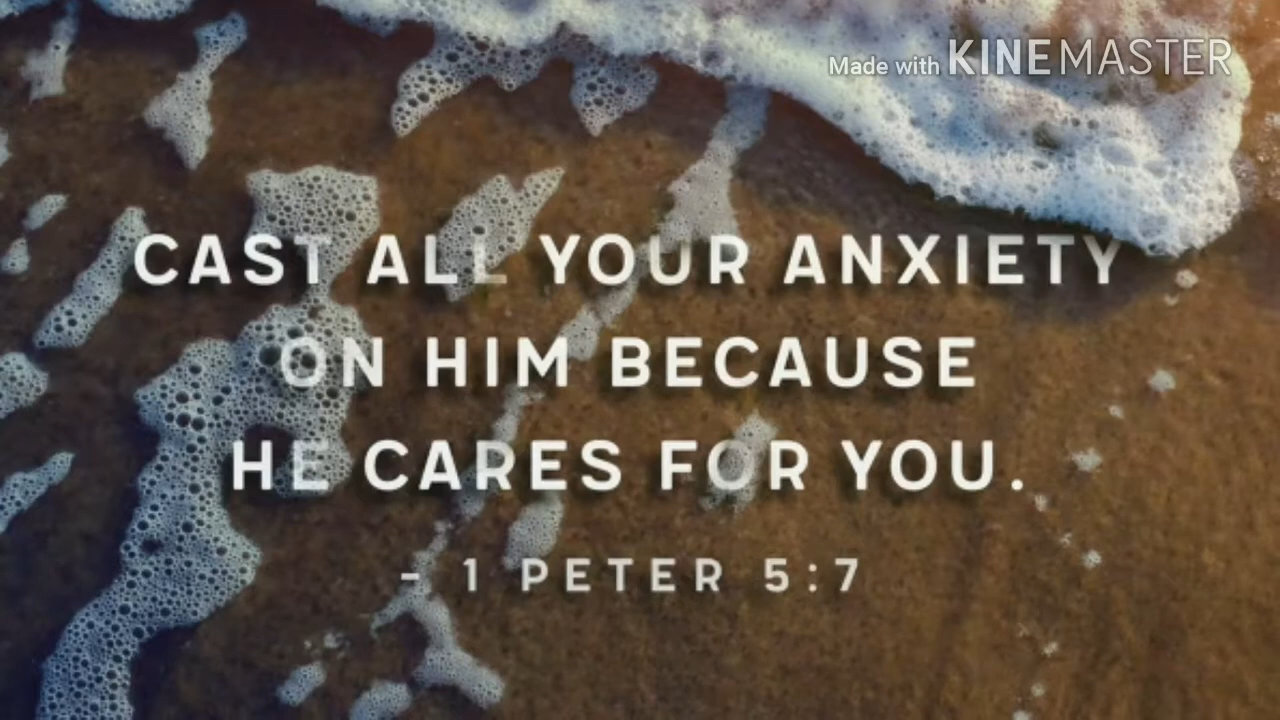 Made with KINEMASTER
CAST ALL YOUR ANXIETY
ON HIM BECAUSE
HE CARES FOR YOU.
- 1 PETER 5:7